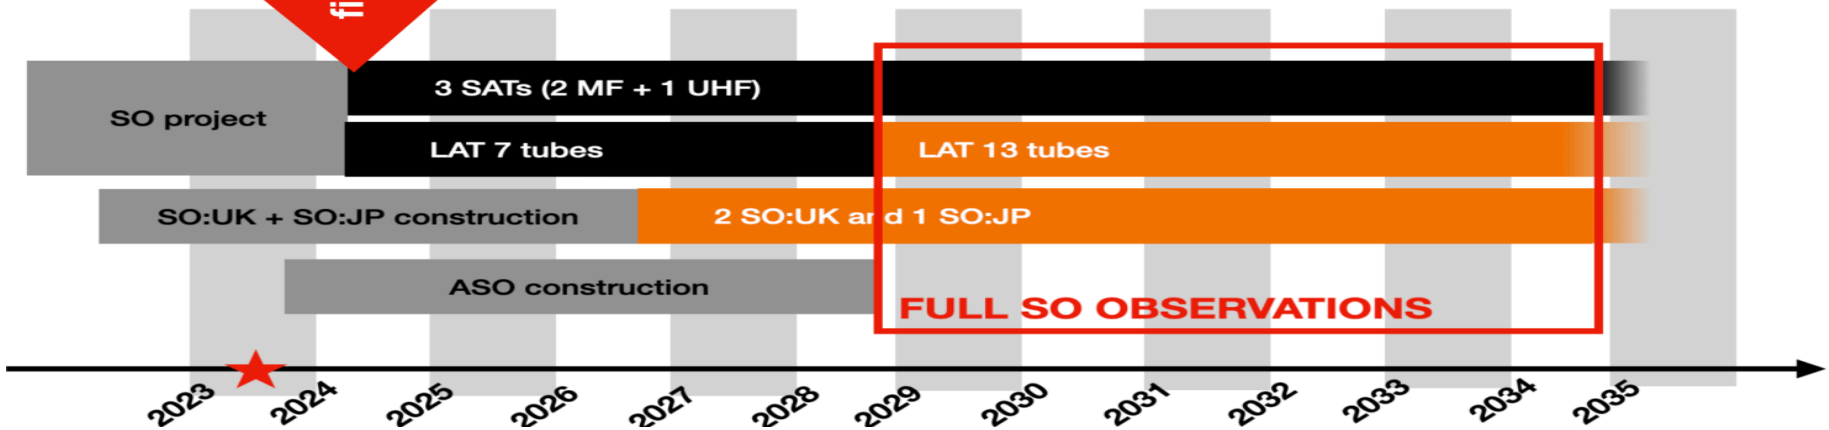 fi
3 SATs (2 MF + 1 UHF)
SO project
LAT 7 tubes
LAT 13 tubes
SO:UK + SO:JP construction
2 SO:UK and 1 SO:JP
ASO construction
FULL SO OBSERVATIONS
2023
2024
2025
2026
2027
2028
2029
2030
2031
2032
2033
2034
2035